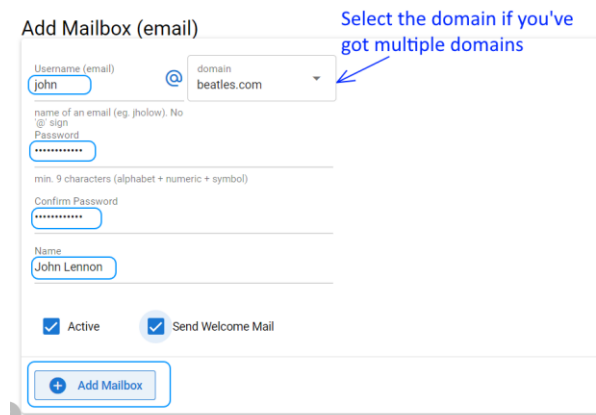 Add Mailbox (email)
Select the domain if you've
got multiple domains
Username (email)
john
@
domain
beatles.com
name of an email (eg. jholow). No
'@' sign
Password
••••••••••••
min. 9 characters (alphabet + numeric + symbol)
Confirm Password
••••••••••••
Name
John Lennon
Active
Send Welcome Mail
Add Mailbox